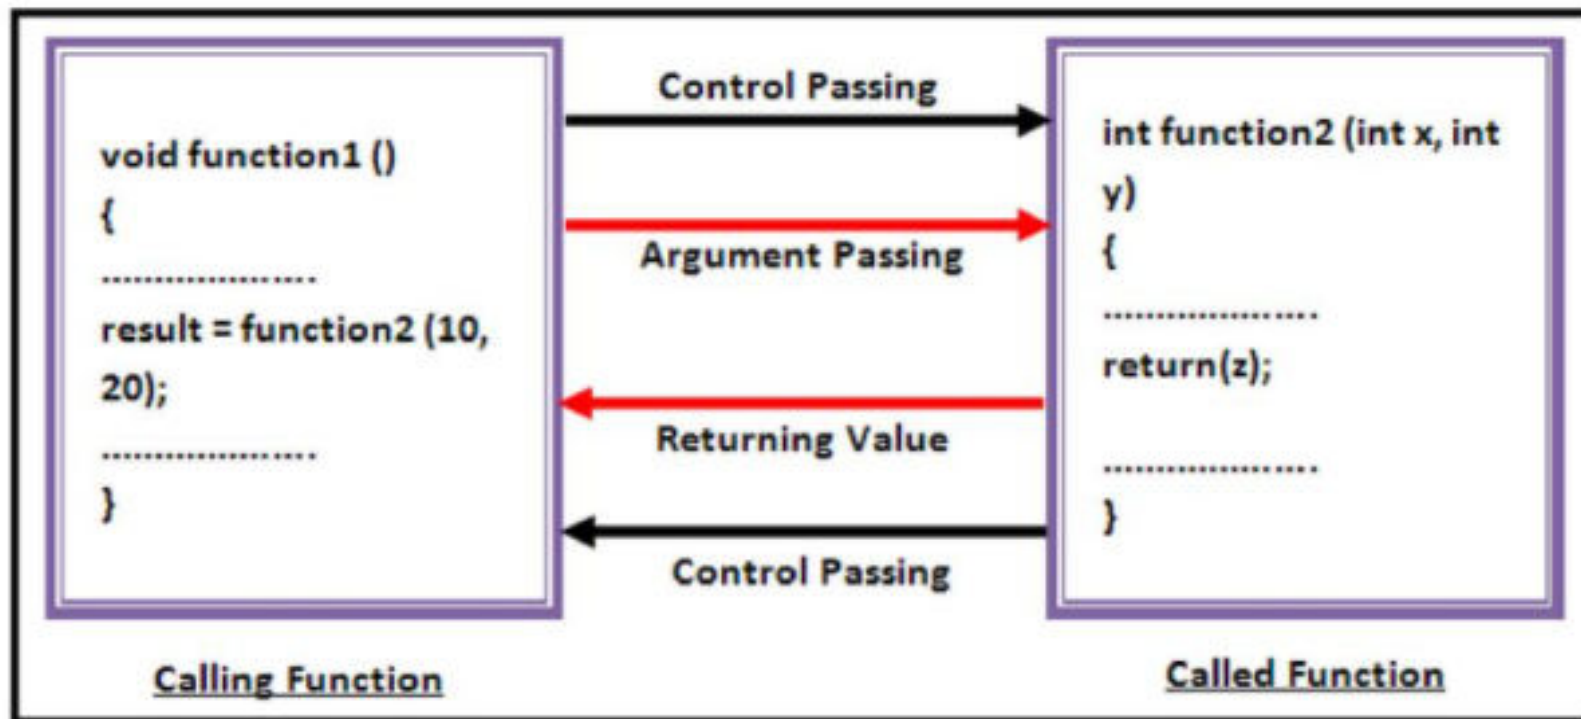 void function1 ()
{
....................
result = function2 (10,
20);
....................
}
Calling Function
Control Passing
Argument Passing
Returning Value
Control Passing
int function2 (int x, int
y)
{
....................
return(z);
....................
}
Called Function